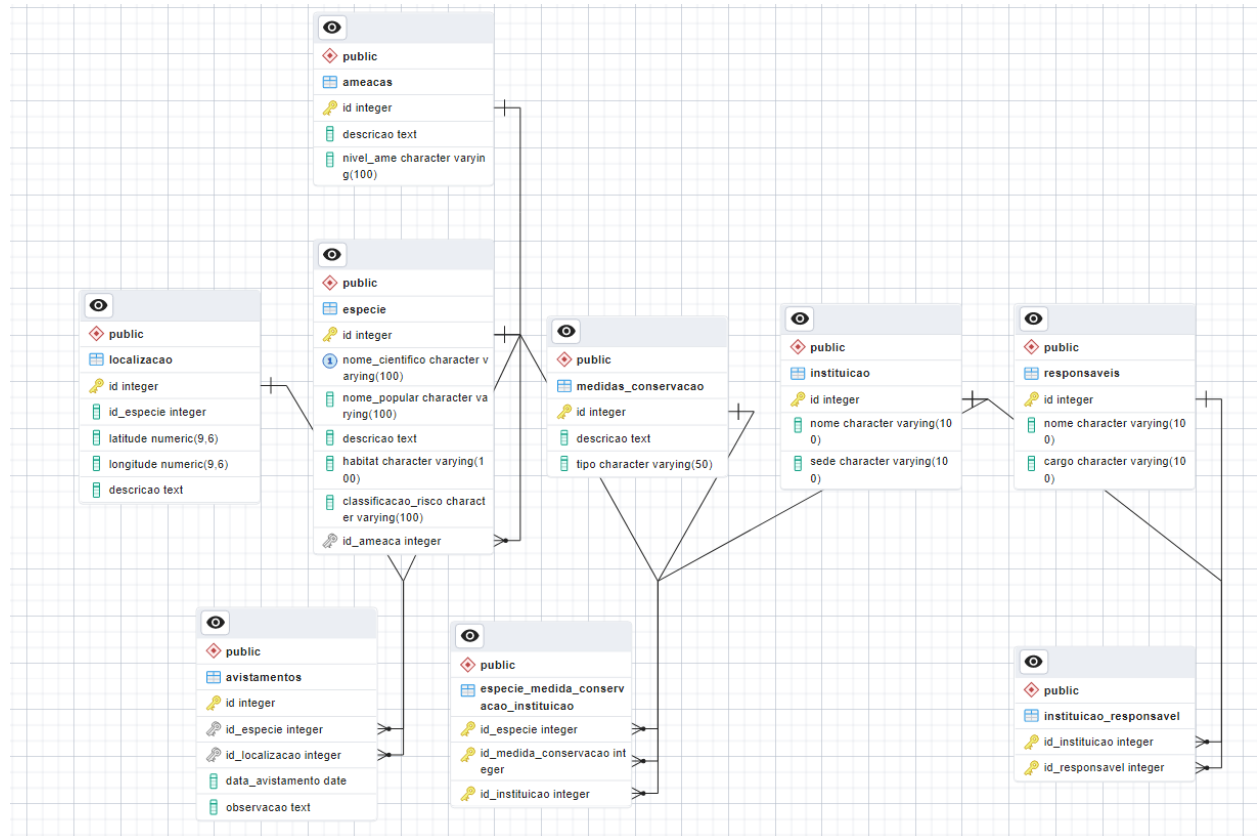 public
ameacas
id integer
descricao text
nivel_ame character varyin
g(100)
public
especie
id integer
1
nome_cientifico character v
arying(100)
nome_popular character va
rying(100)
descricao text
habitat character varying(1
00)
classificacao_risco charact
er varying(100)
id_ameaca integer
public
localizacao
id integer
id_especie integer
latitude numeric(9,6)
longitude numeric(9,6)
descricao text
public
medidas_conservacao
id integer
descricao text
tipo character varying(50)
public
instituicao
id integer
nome character varying(10
0)
sede character varying(10
0)
public
responsaveis
id integer
nome character varying(10
0)
cargo character varying(10
0)
public
avistamentos
id integer
id_especie integer
id_localizacao integer
data_avistamento date
observacao text
public
especie_medida_conserv
acao_instituicao
id_especie integer
id_medida_conservacao int
eger
id_instituicao integer
public
instituicao_responsavel
id_instituicao integer
id_responsavel integer